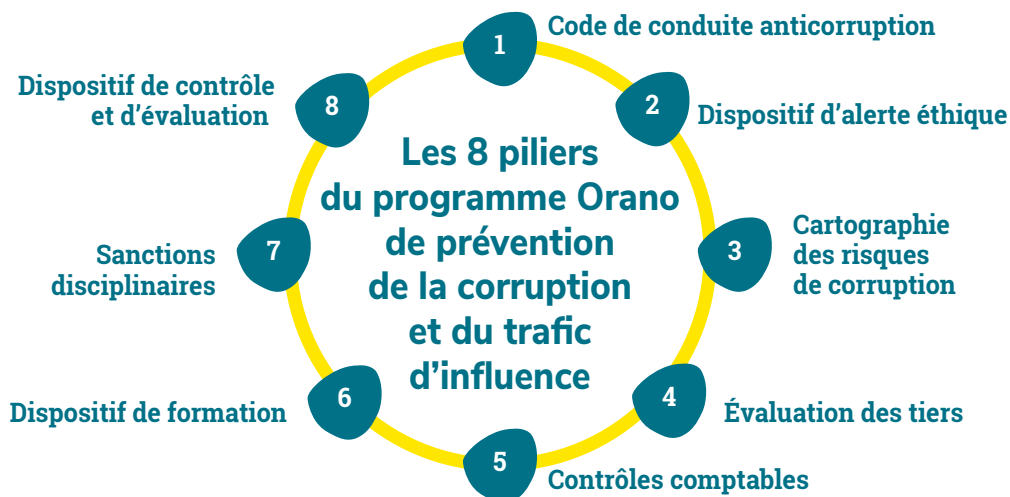 Les 8 piliers
du programme Orano
de prévention
de la corruption
et du trafic
d'influence
1
Code de conduite anticorruption
2
Dispositif d'alerte éthique
3
Cartographie
des risques
de corruption
4
Évaluation des tiers
5
Contrôles comptables
6
Dispositif de formation
7
Sanctions
disciplinaires
8
Dispositif de contrôle
et d'évaluation